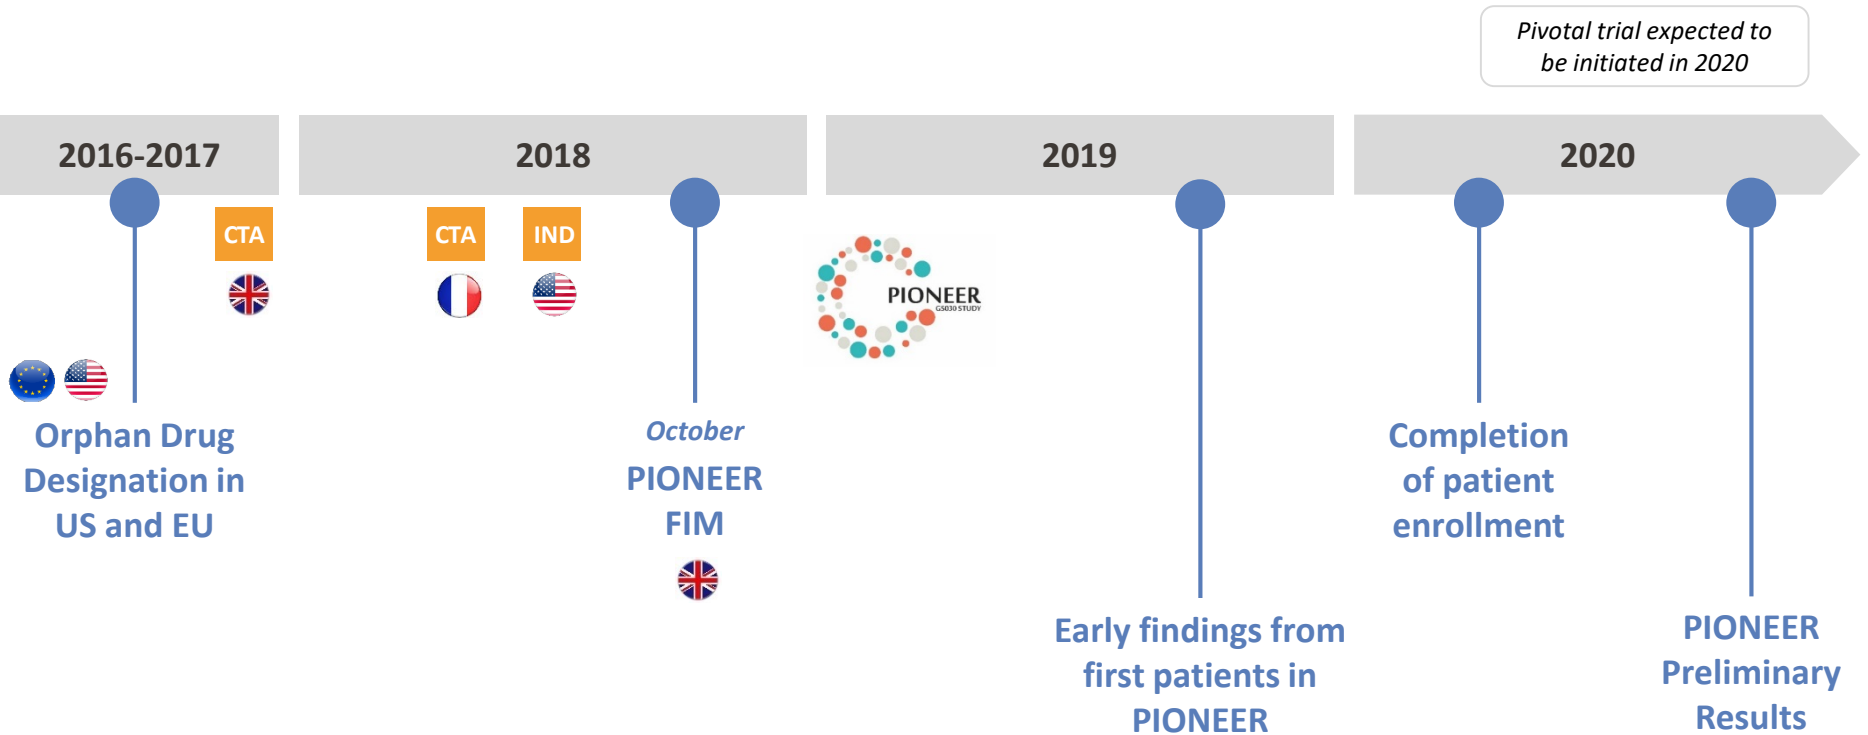 Pivotal trial expected to
be initiated in 2020
2016-2017
2018
2019
2020
CTA
CTA
IND
PIONEER
GS030 STUDY
Orphan Drug
Designation in
US and EU
October
PIONEER
FIM
Completion
of patient
enrollment
Early findings from
first patients in
PIONEER
PIONEER
Preliminary
Results